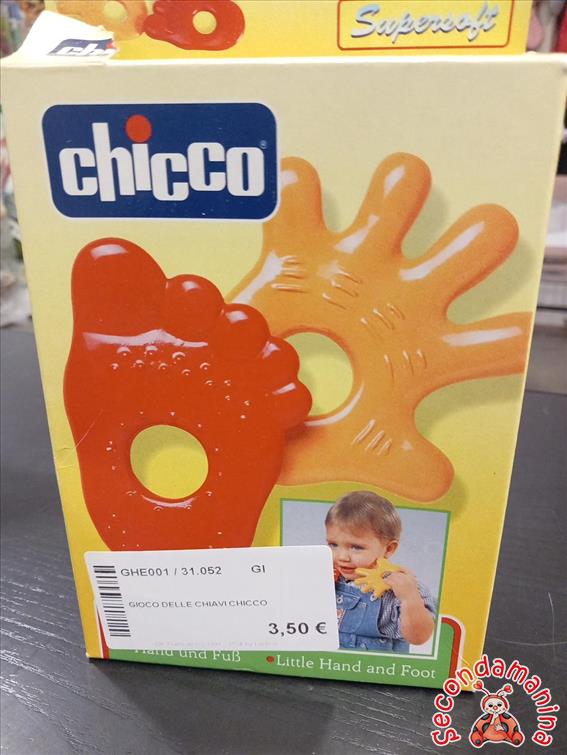 Supersoft
chicco
GHE001 / 31.052 GI
GIOCO DELLE CHIAVI CHICCO
3,50 €
Hand und Fuß • Little Hand and Foot
secondamanina